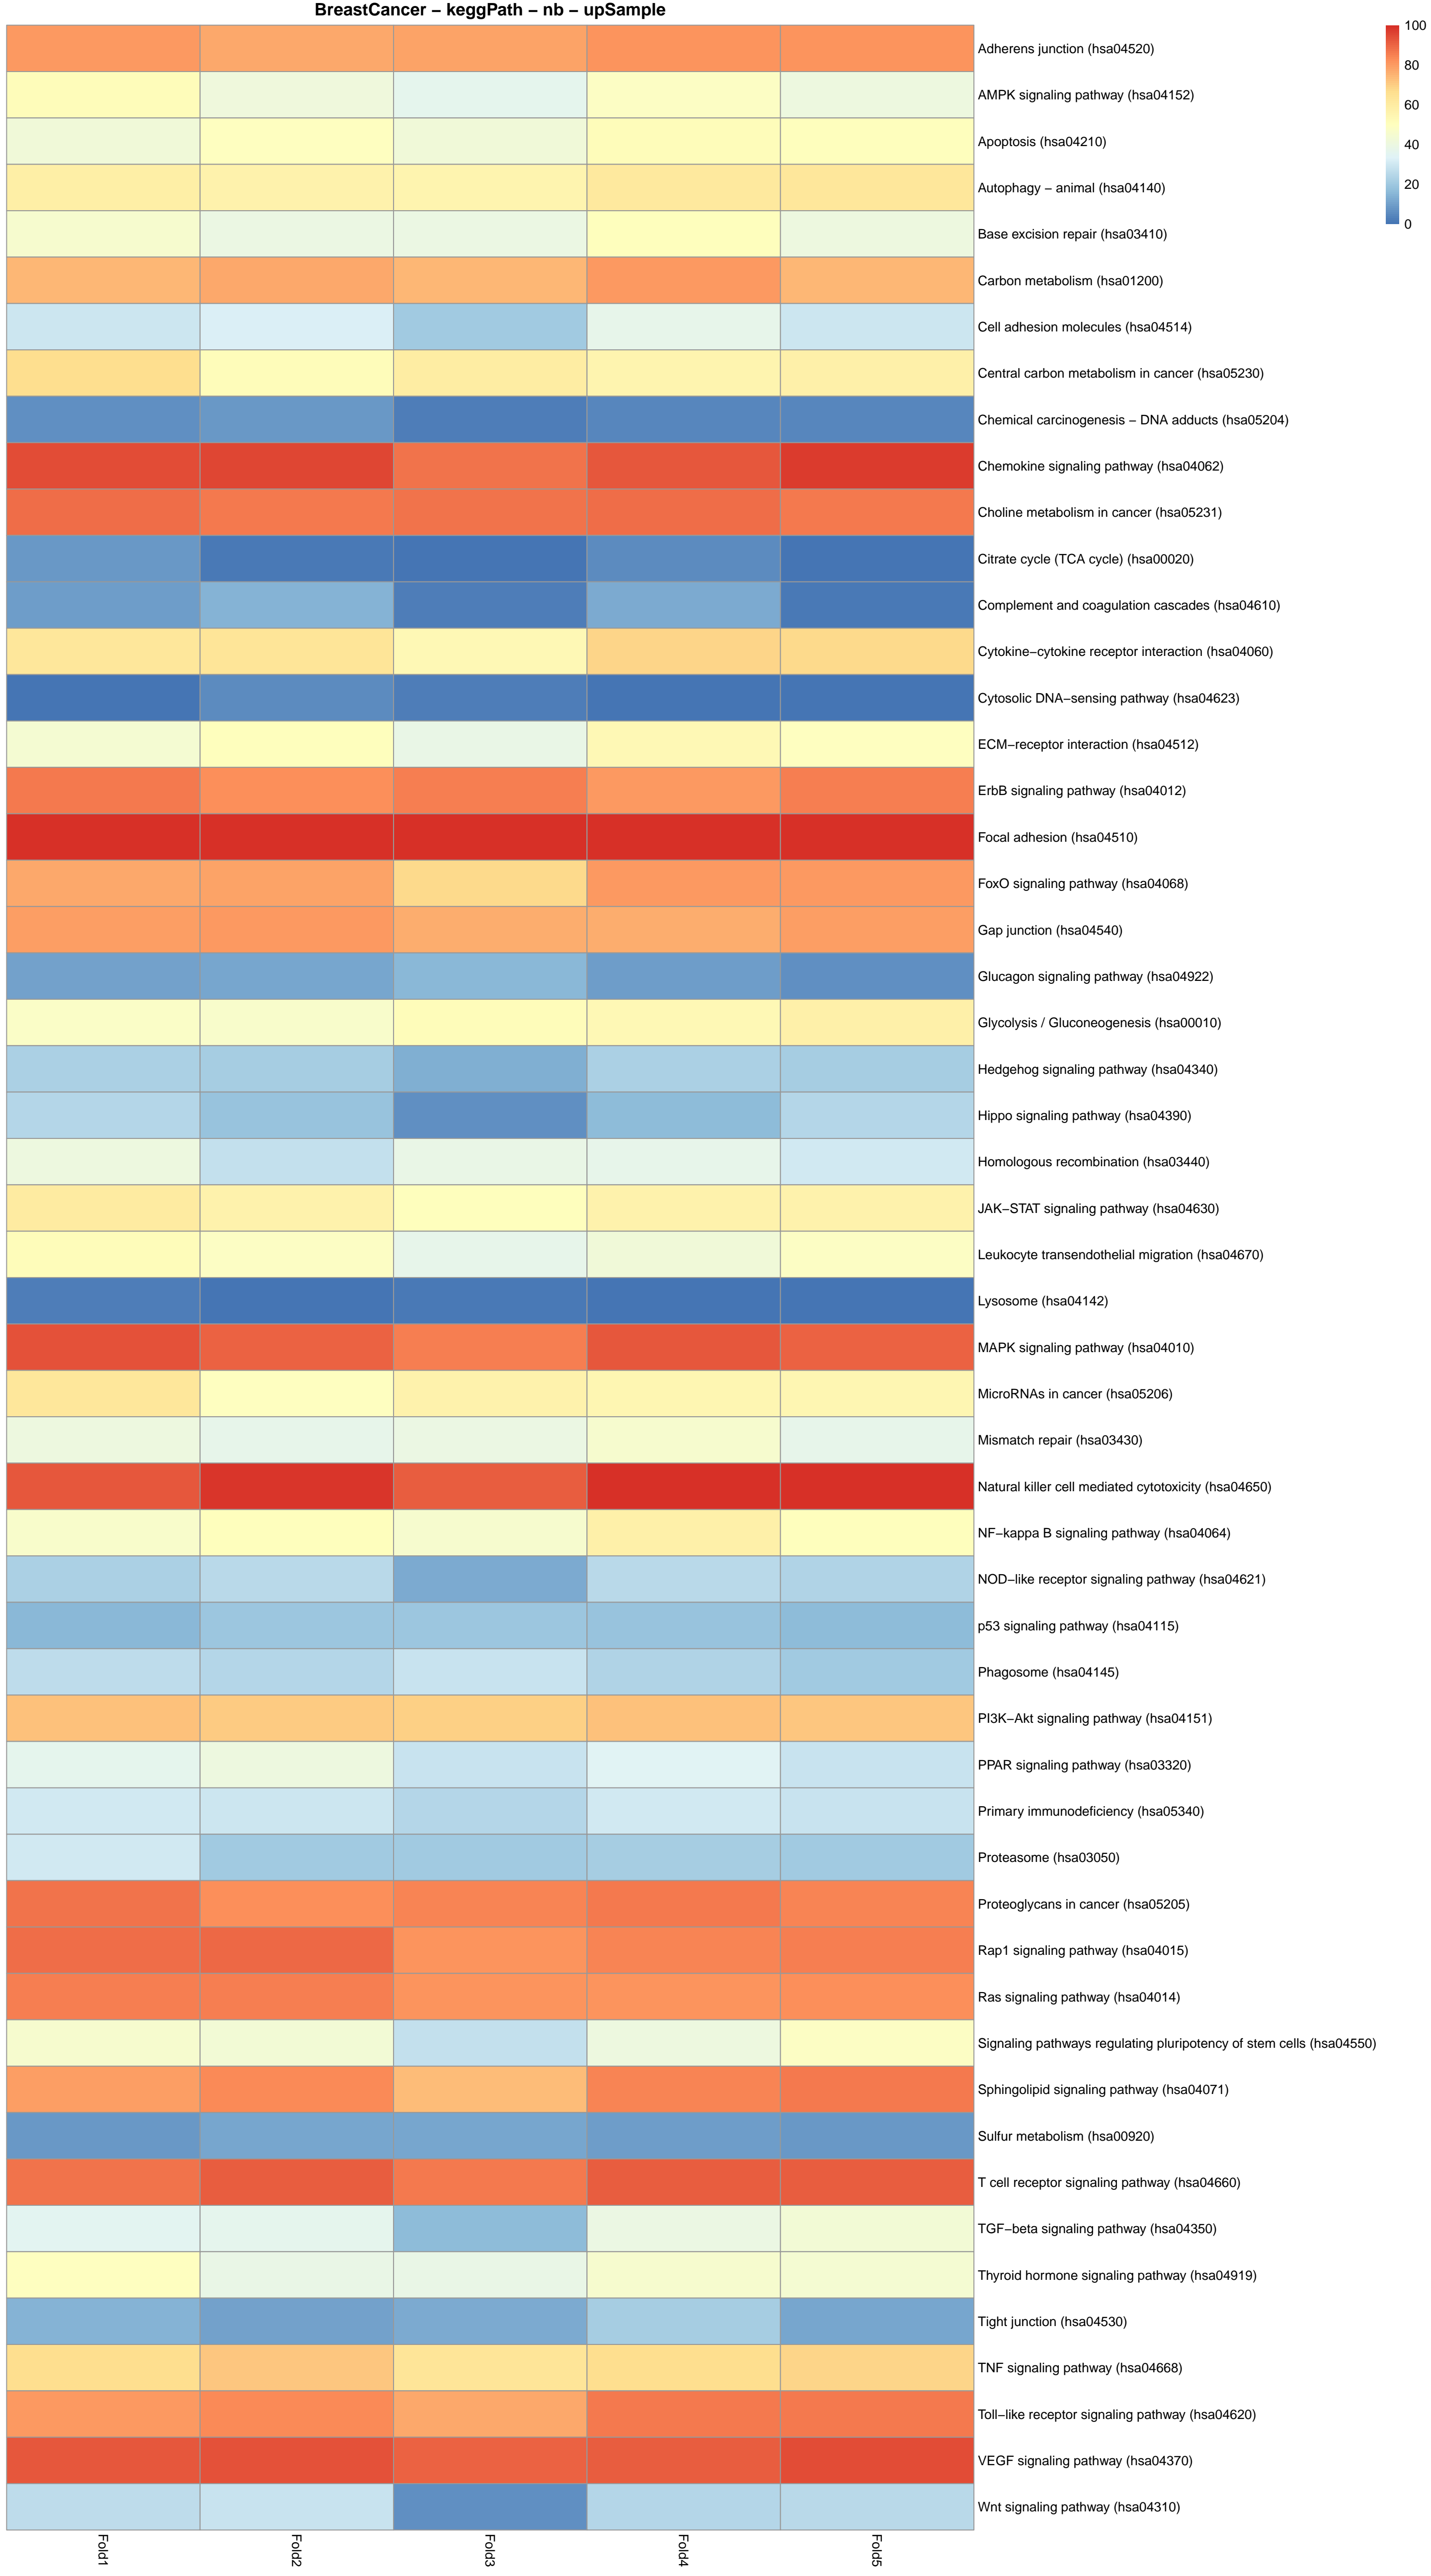 BreastCancer − keggPath − nb − upSample
100
80
60
40
20
0
Adherens junction (hsa04520)
AMPK signaling pathway (hsa04152)
Apoptosis (hsa04210)
Autophagy − animal (hsa04140)
Base excision repair (hsa03410)
Carbon metabolism (hsa01200)
Cell adhesion molecules (hsa04514)
Central carbon metabolism in cancer (hsa05230)
Chemical carcinogenesis − DNA adducts (hsa05204)
Chemokine signaling pathway (hsa04062)
Choline metabolism in cancer (hsa05231)
Citrate cycle (TCA cycle) (hsa00020)
Complement and coagulation cascades (hsa04610)
Cytokine−cytokine receptor interaction (hsa04060)
Cytosolic DNA−sensing pathway (hsa04623)
ECM−receptor interaction (hsa04512)
ErbB signaling pathway (hsa04012)
Focal adhesion (hsa04510)
FoxO signaling pathway (hsa04068)
Gap junction (hsa04540)
Glucagon signaling pathway (hsa04922)
Glycolysis / Gluconeogenesis (hsa00010)
Hedgehog signaling pathway (hsa04340)
Hippo signaling pathway (hsa04390)
Homologous recombination (hsa03440)
JAK−STAT signaling pathway (hsa04630)
Leukocyte transendothelial migration (hsa04670)
Lysosome (hsa04142)
MAPK signaling pathway (hsa04010)
MicroRNAs in cancer (hsa05206)
Mismatch repair (hsa03430)
Natural killer cell mediated cytotoxicity (hsa04650)
NF−kappa B signaling pathway (hsa04064)
NOD−like receptor signaling pathway (hsa04621)
p53 signaling pathway (hsa04115)
Phagosome (hsa04145)
PI3K−Akt signaling pathway (hsa04151)
PPAR signaling pathway (hsa03320)
Primary immunodeficiency (hsa05340)
Proteasome (hsa03050)
Proteoglycans in cancer (hsa05205)
Rap1 signaling pathway (hsa04015)
Ras signaling pathway (hsa04014)
Signaling pathways regulating pluripotency of stem cells (hsa04550)
Sphingolipid signaling pathway (hsa04071)
Sulfur metabolism (hsa00920)
T cell receptor signaling pathway (hsa04660)
TGF−beta signaling pathway (hsa04350)
Thyroid hormone signaling pathway (hsa04919)
Tight junction (hsa04530)
TNF signaling pathway (hsa04668)
Toll−like receptor signaling pathway (hsa04620)
VEGF signaling pathway (hsa04370)
Wnt signaling pathway (hsa04310)
Fold1
Fold2
Fold3
Fold4
Fold5